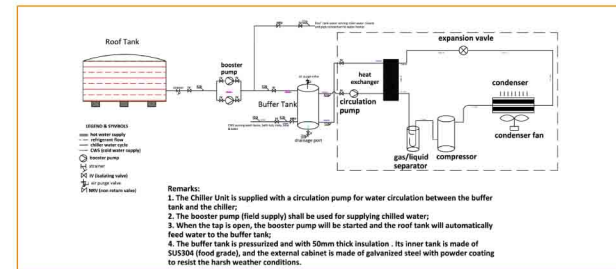 Roof Tank
booster
pump
Buffer Tank
air purge valve
drainage port
heat
exchanger
circulation
pump
expansion vavle
condenser
condenser fan
gas/liquid
separator
compressor
LEGEND & SYMBOLS
hot water supply
refrigerant flow
chiller water cycle
CWS (cold water supply)
booster pump
strainer
IV (isolating valve)
air purge valve
NRV (non return valve)
Remarks:
1. The Chiller Unit is supplied with a circulation pump for water circulation between the buffer
tank and the chiller;
2. The booster pump (field supply) shall be used for supplying chilled water;
3. When the tap is open, the booster pump will be started and the roof tank will automatically
feed water to the buffer tank;
4. The buffer tank is pressurized and with 50mm thick insulation . Its inner tank is made of
SUS304 (food grade), and the external cabinet is made of galvanized steel with powder coating
to resist the harsh weather conditions.